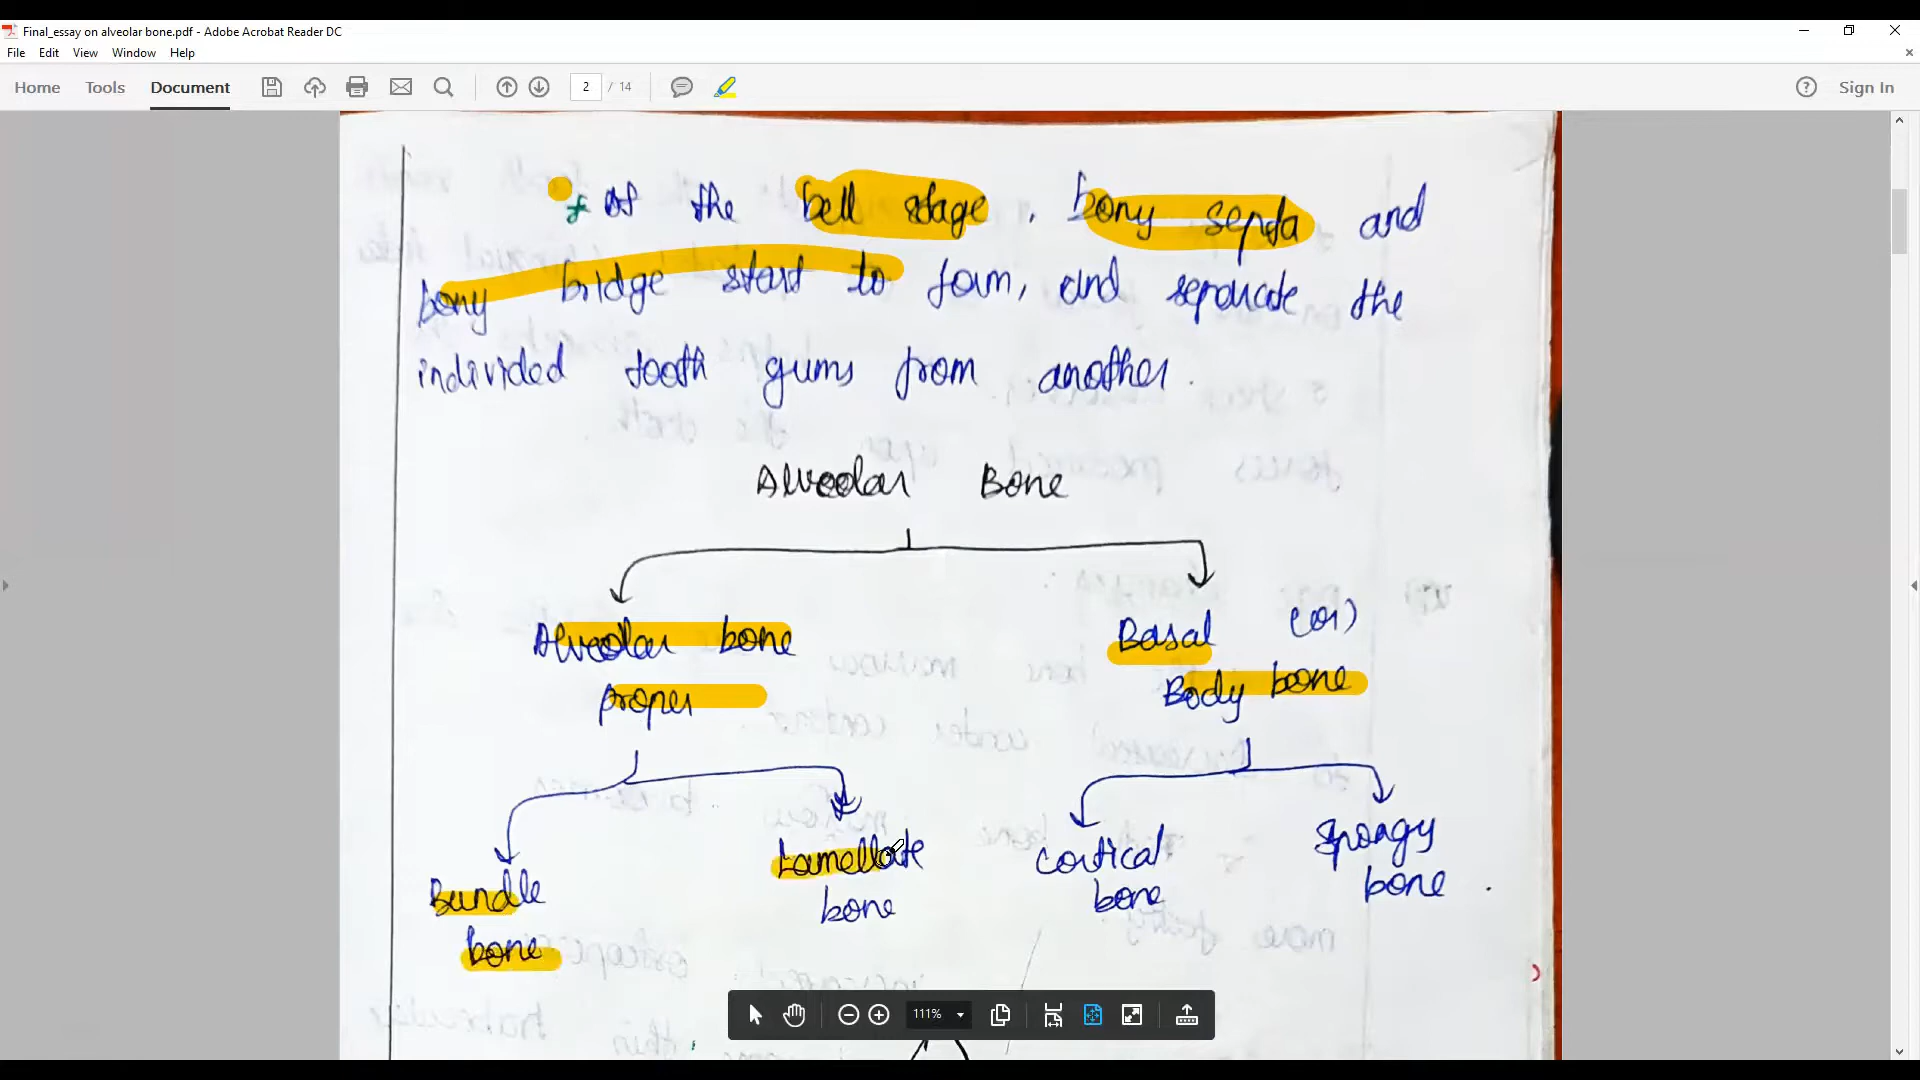 Final_essay on alveolar bone.pdf - Adobe Acrobat Reader DC
File Edit View Window Help
Home Tools Document 2 / 14 Sign In
* At the bell stage, bony septa and
bony bridge start to form, and separate the
individed tooth gums from another.
Alveolar Bone
Alveolar bone proper
Basal (or) Body bone
Bundle bone
Lamellate bone
Cortical bone
Spongy bone.
111%